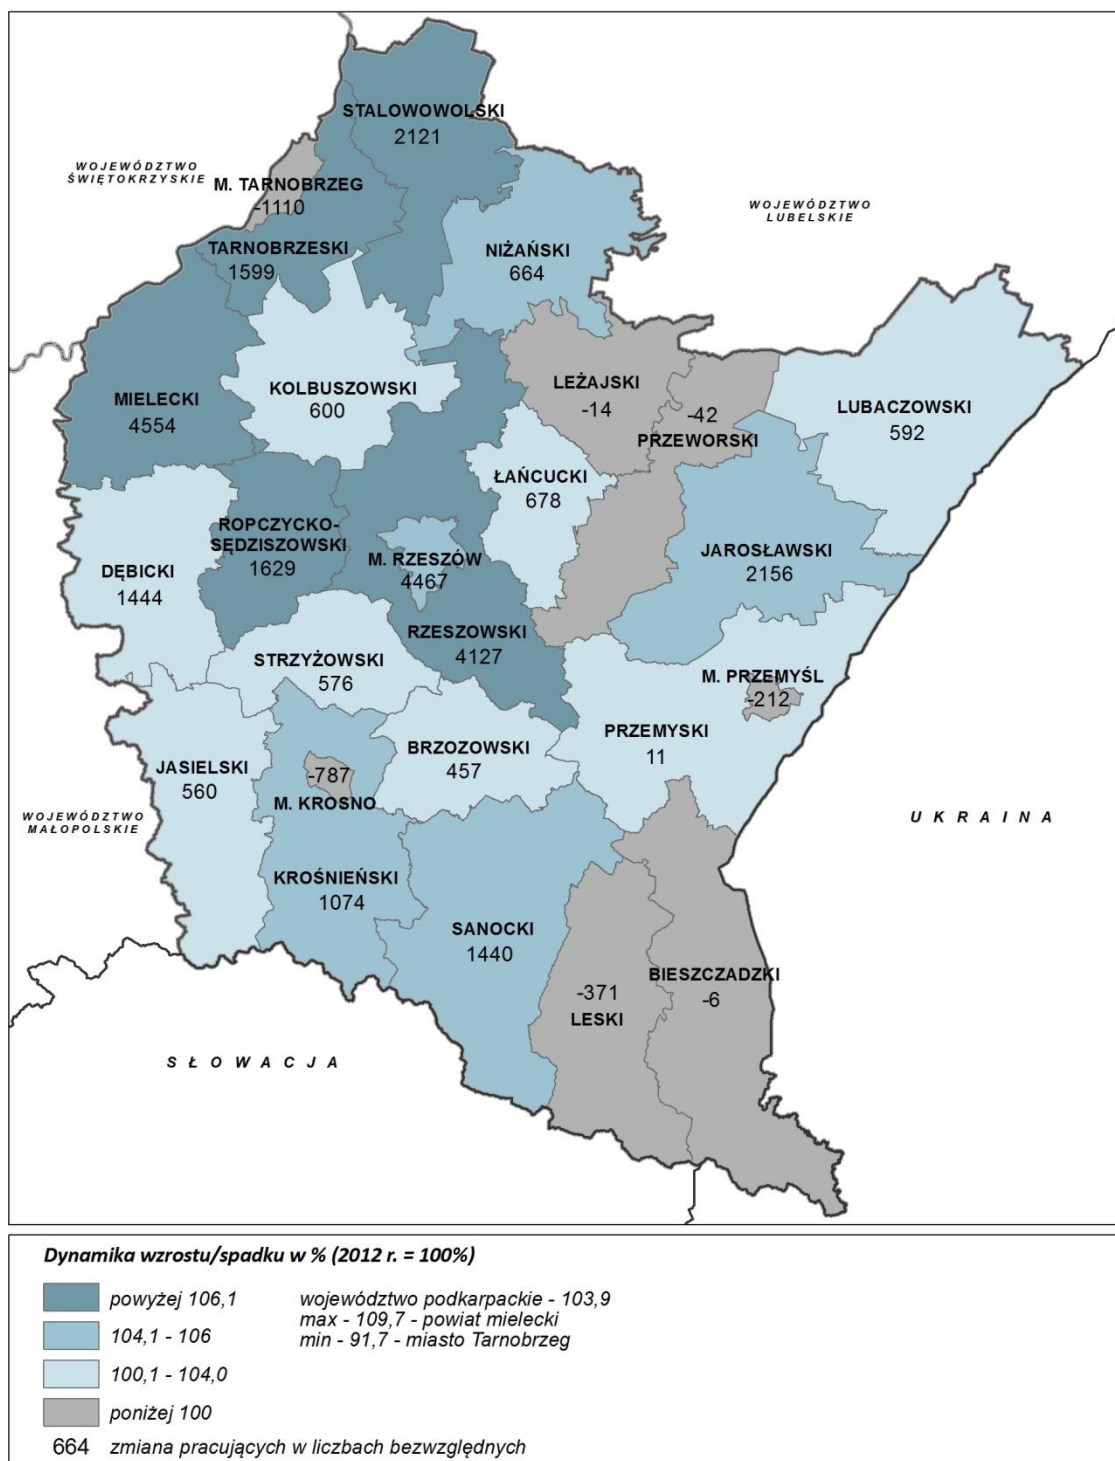 STALOWOWOLSKI
2121
WOJEWÓDZTWO
ŚWIĘTOKRZYSKIE
M. TARNOBRZEG
-1110
WOJEWÓDZTWO
LUBELSKIE
TARNOBRZESKI
1599
NIŻAŃSKI
664
MIELECKI
4554
KOLBUSZOWSKI
600
LEŻAJSKI
-14
-42
PRZEWORSKI
LUBACZOWSKI
592
ŁAŃCUCKI
678
ROPCZYCKO-
SĘDZISZOWSKI
1629
M. RZESZÓW
4467
JAROSŁAWSKI
2156
DĘBICKI
1444
RZESZOWSKI
4127
STRZYŻOWSKI
576
M. PRZEMYŚL
-212
PRZEMYSKI
11
BRZOZOWSKI
457
JASIELSKI
560
-787
M. KROSNO
WOJEWÓDZTWO
MAŁOPOLSKIE
UKRAINA
KROŚNIEŃSKI
1074
SANOCKI
1440
BIESZCZADZKI
-6
-371
LESKI
SŁOWACJA
Dynamika wzrostu/spadku w % (2012 r. = 100%)
powyżej 106,1
104,1 - 106
100,1 - 104,0
poniżej 100
664 zmiana pracujących w liczbach bezwzględnych
województwo podkarpackie - 103,9
max - 109,7 - powiat mielecki
min - 91,7 - miasto Tarnobrzeg